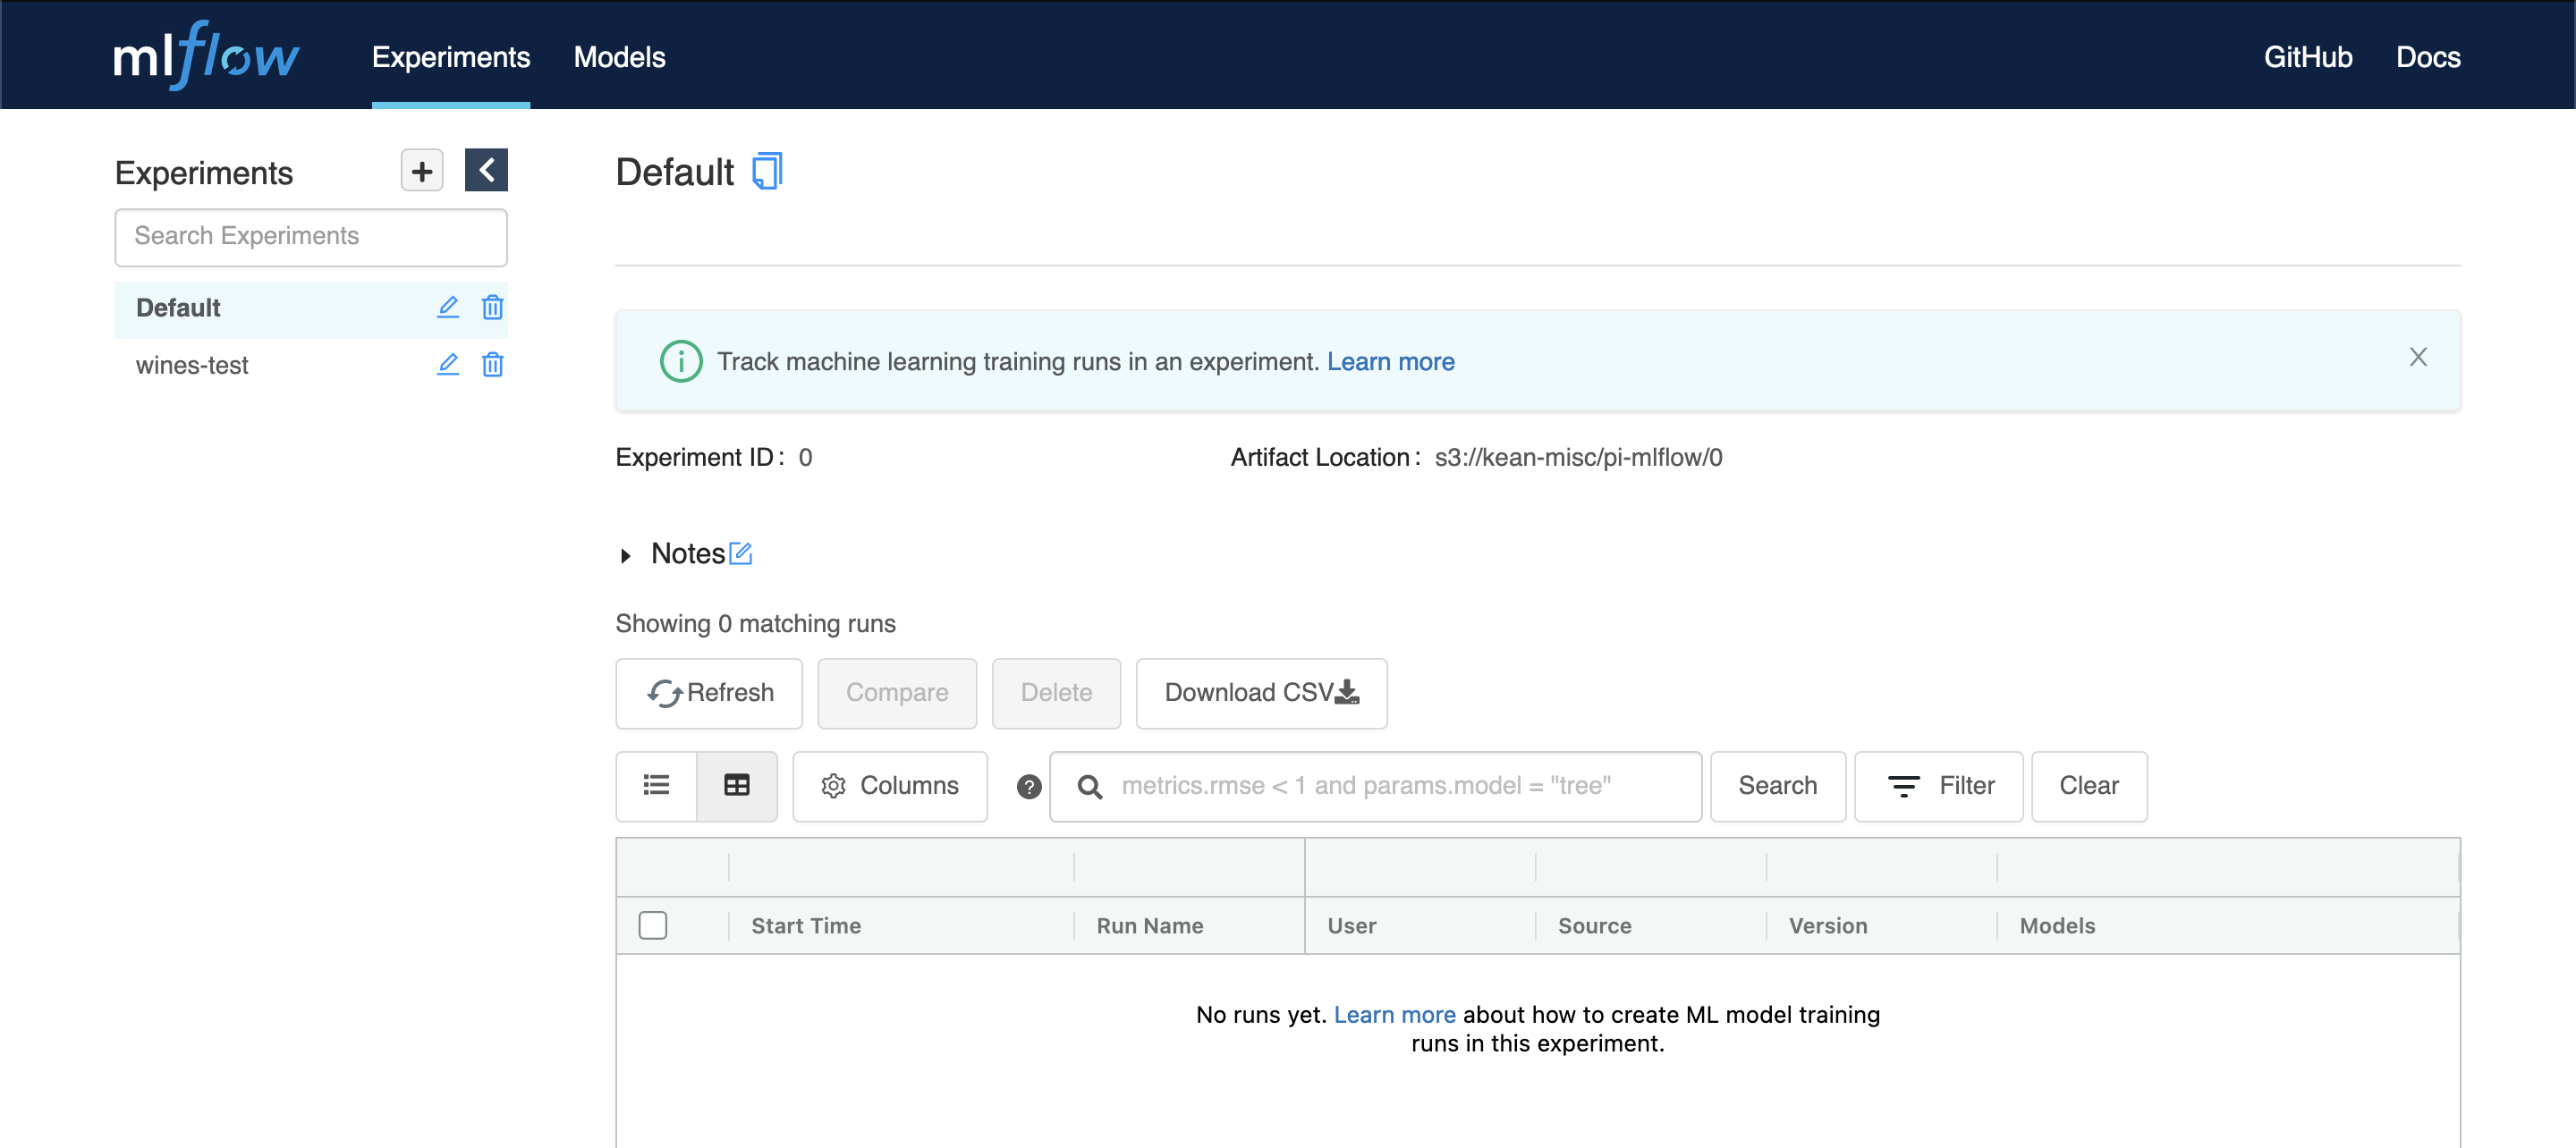 mlflow Experiments Models GitHub Docs
Experiments
Search Experiments
Default
wines-test
Default
Track machine learning training runs in an experiment. Learn more
Experiment ID: 0 Artifact Location: s3://kean-misc/pi-mlflow/0
Notes
Showing 0 matching runs
Refresh Compare Delete Download CSV
Columns ? metrics.rmse < 1 and params.model = "tree" Search Filter Clear
Start Time Run Name User Source Version Models
No runs yet. Learn more about how to create ML model training
runs in this experiment.